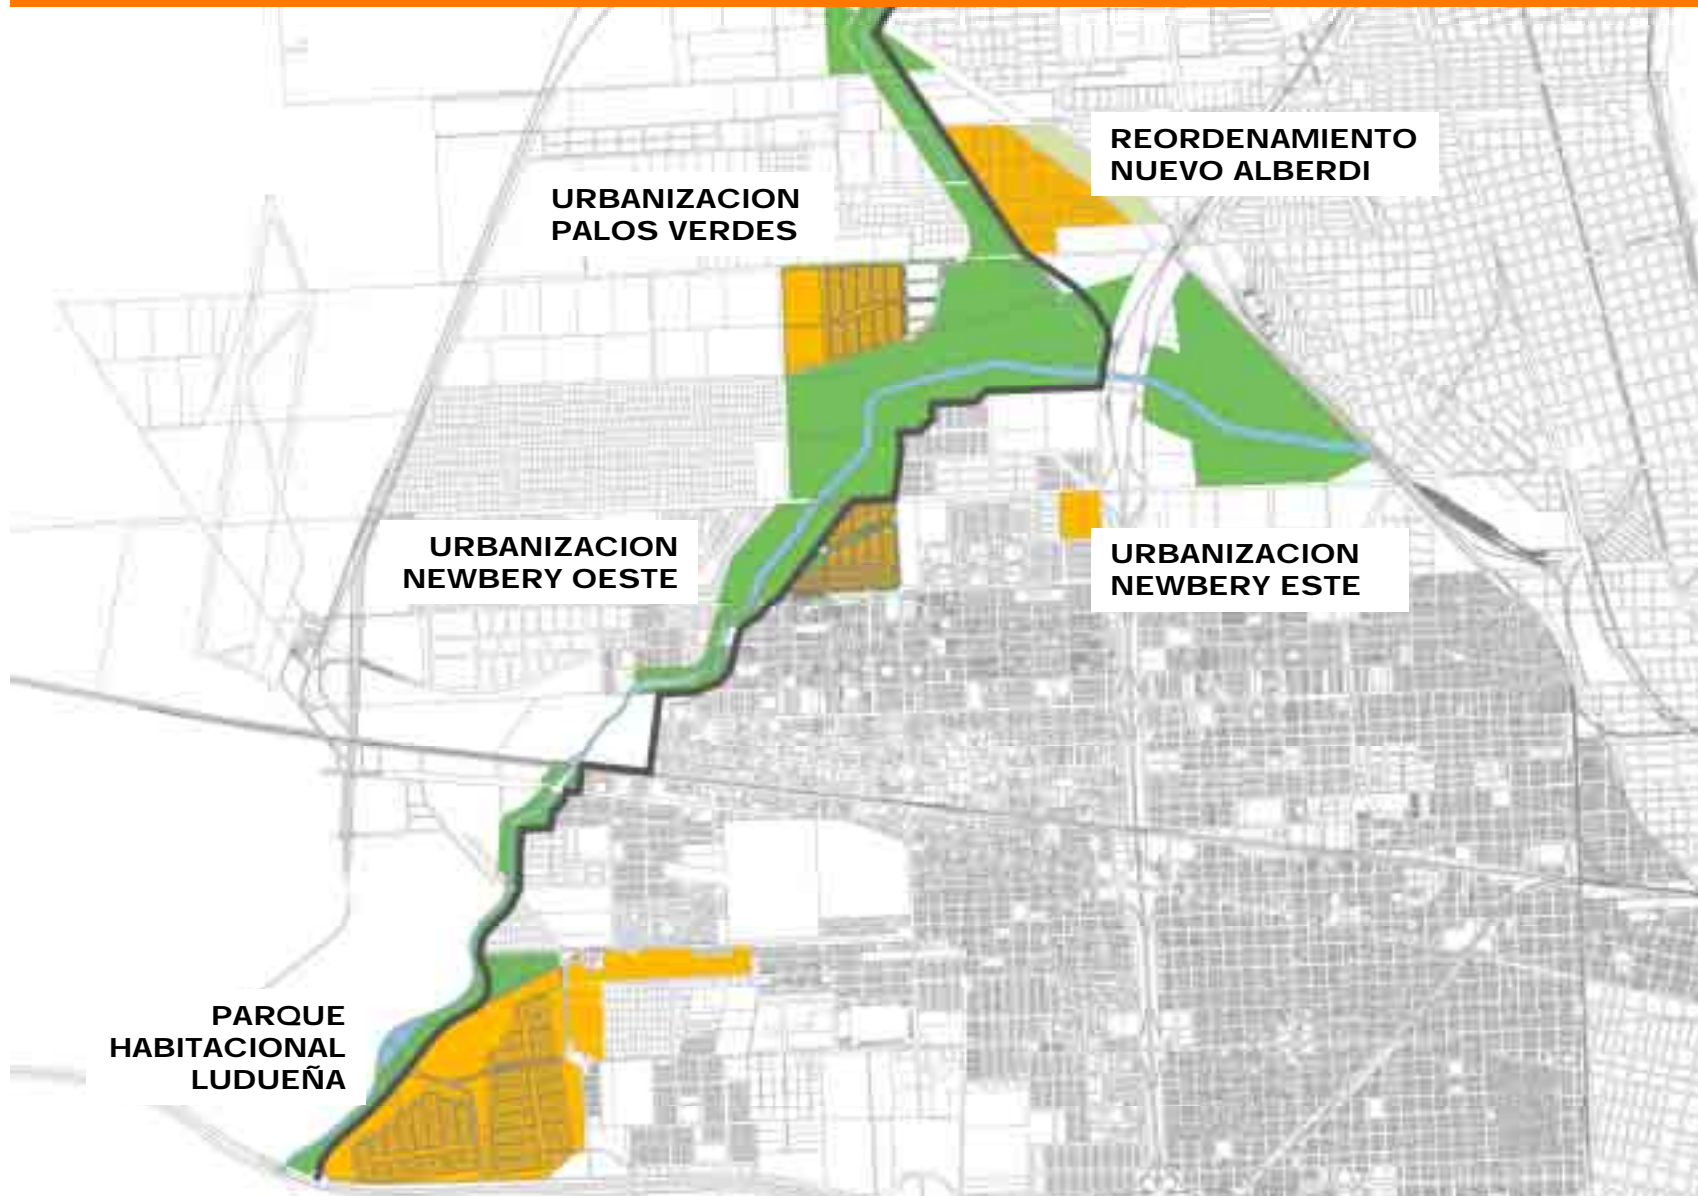 REORDENAMIENTO
NUEVO ALBERDI
URBANIZACION
PALOS VERDES
URBANIZACION
NEWBERY OESTE
URBANIZACION
NEWBERY ESTE
PARQUE
HABITACIONAL
LUDUEÑA